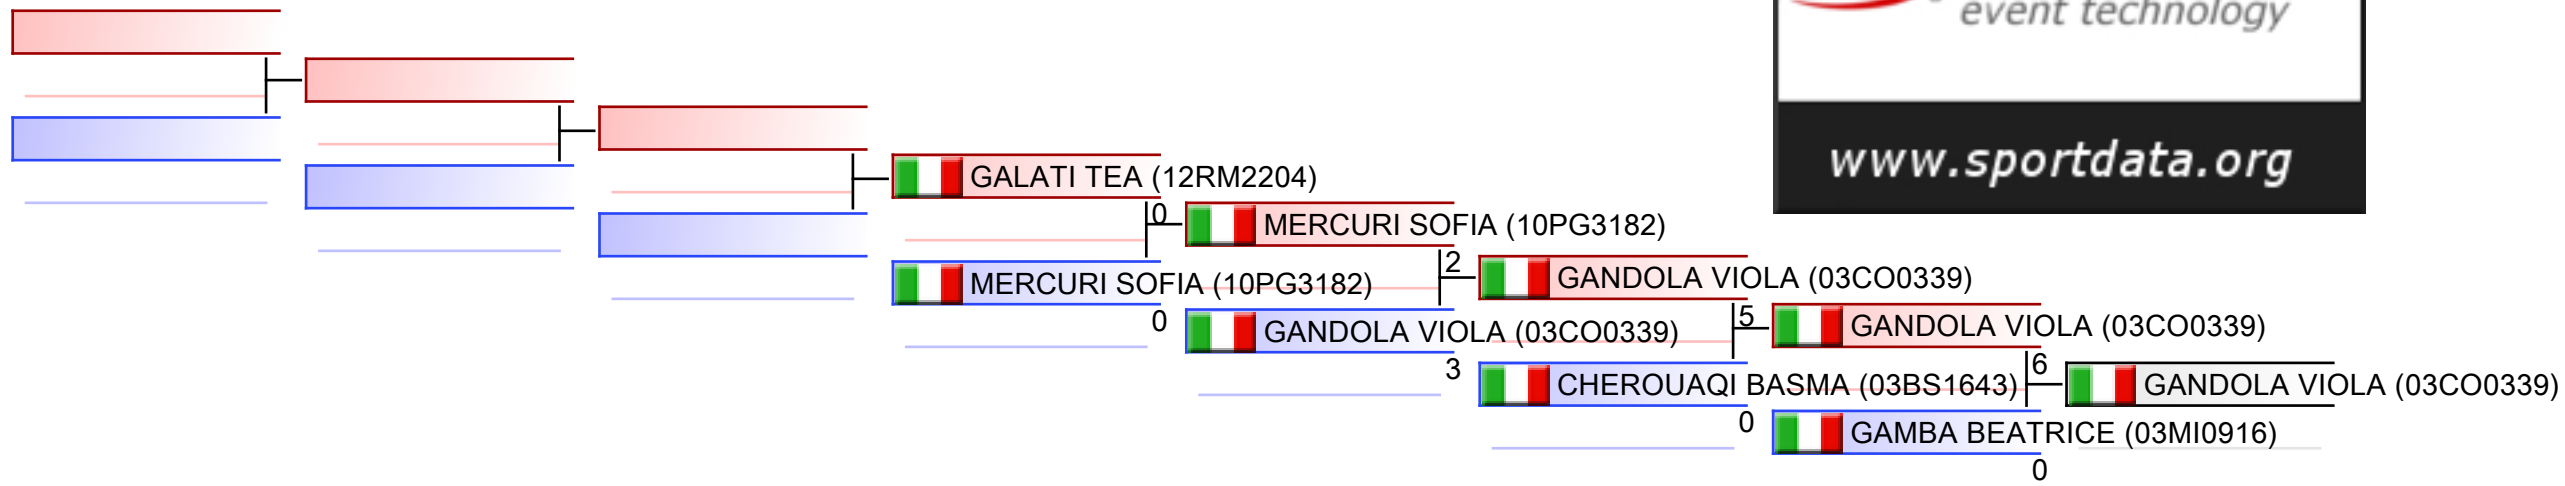 event technology
www.sportdata.org
GALATI TEA (12RM2204)
0
MERCURI SOFIA (10PG3182)
MERCURI SOFIA (10PG3182)
0
2
GANDOLA VIOLA (03CO0339)
GANDOLA VIOLA (03CO0339)
3
5
GANDOLA VIOLA (03CO0339)
CHEROUAQI BASMA (03BS1643)
0
6
GANDOLA VIOLA (03CO0339)
GAMBA BEATRICE (03MI0916)
0